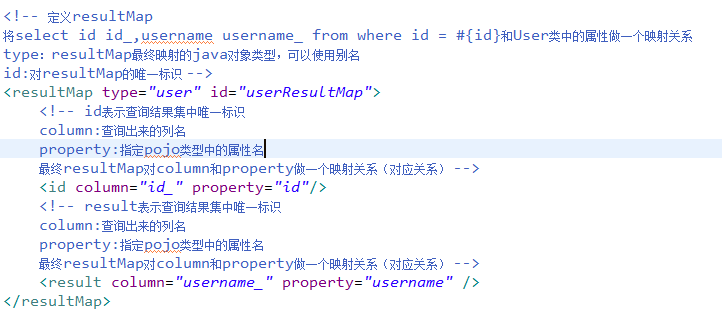 <!-- 定义resultMap
将select id id_,username username_ from where id = #{id}和User类中的属性做一个映射关系
type：resultMap最终映射的java对象类型，可以使用别名
id:对resultMap的唯一标识 -->
<resultMap type="user" id="userResultMap">
<!-- id表示查询结果集中唯一标识
column:查询出来的列名
property:指定pojo类型中的属性名
最终resultMap对column和property做一个映射关系（对应关系） -->
<id column="id_" property="id"/>
<!-- result表示查询结果集中唯一标识
column:查询出来的列名
property:指定pojo类型中的属性名
最终resultMap对column和property做一个映射关系（对应关系） -->
<result column="username_" property="username" />
</resultMap>